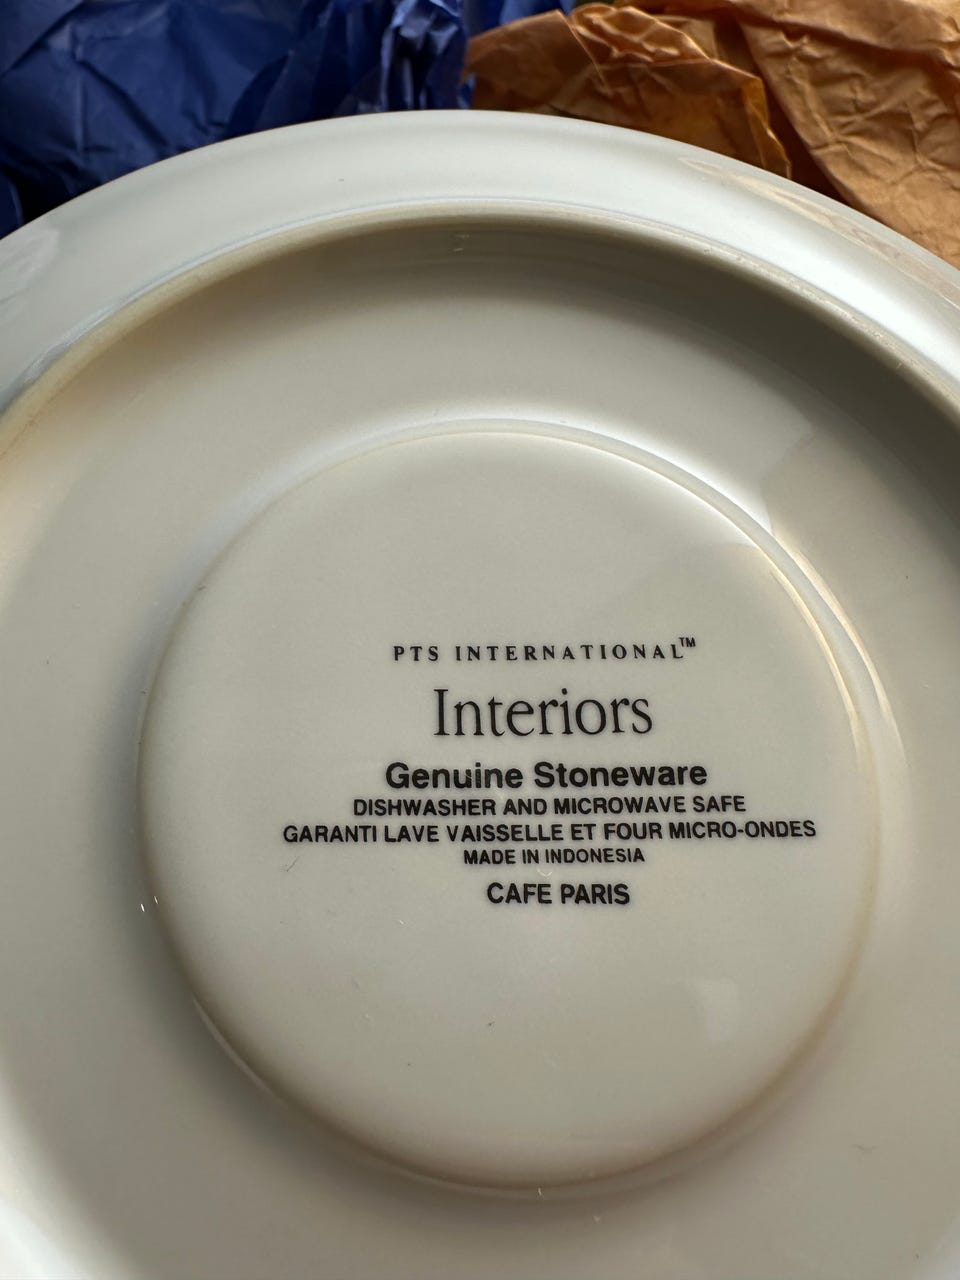 PTS INTERNATIONAL™
Interiors
Genuine Stoneware
DISHWASHER AND MICROWAVE SAFE
GARANTI LAVE VAISSELLE ET FOUR MICRO-ONDES
MADE IN INDONESIA
CAFE PARIS